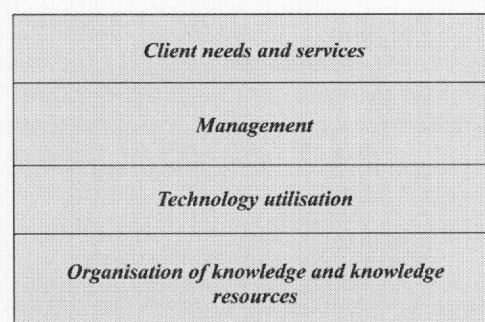 Client needs and services
Management
Technology utilisation
Organisation of knowledge and knowledge
resources